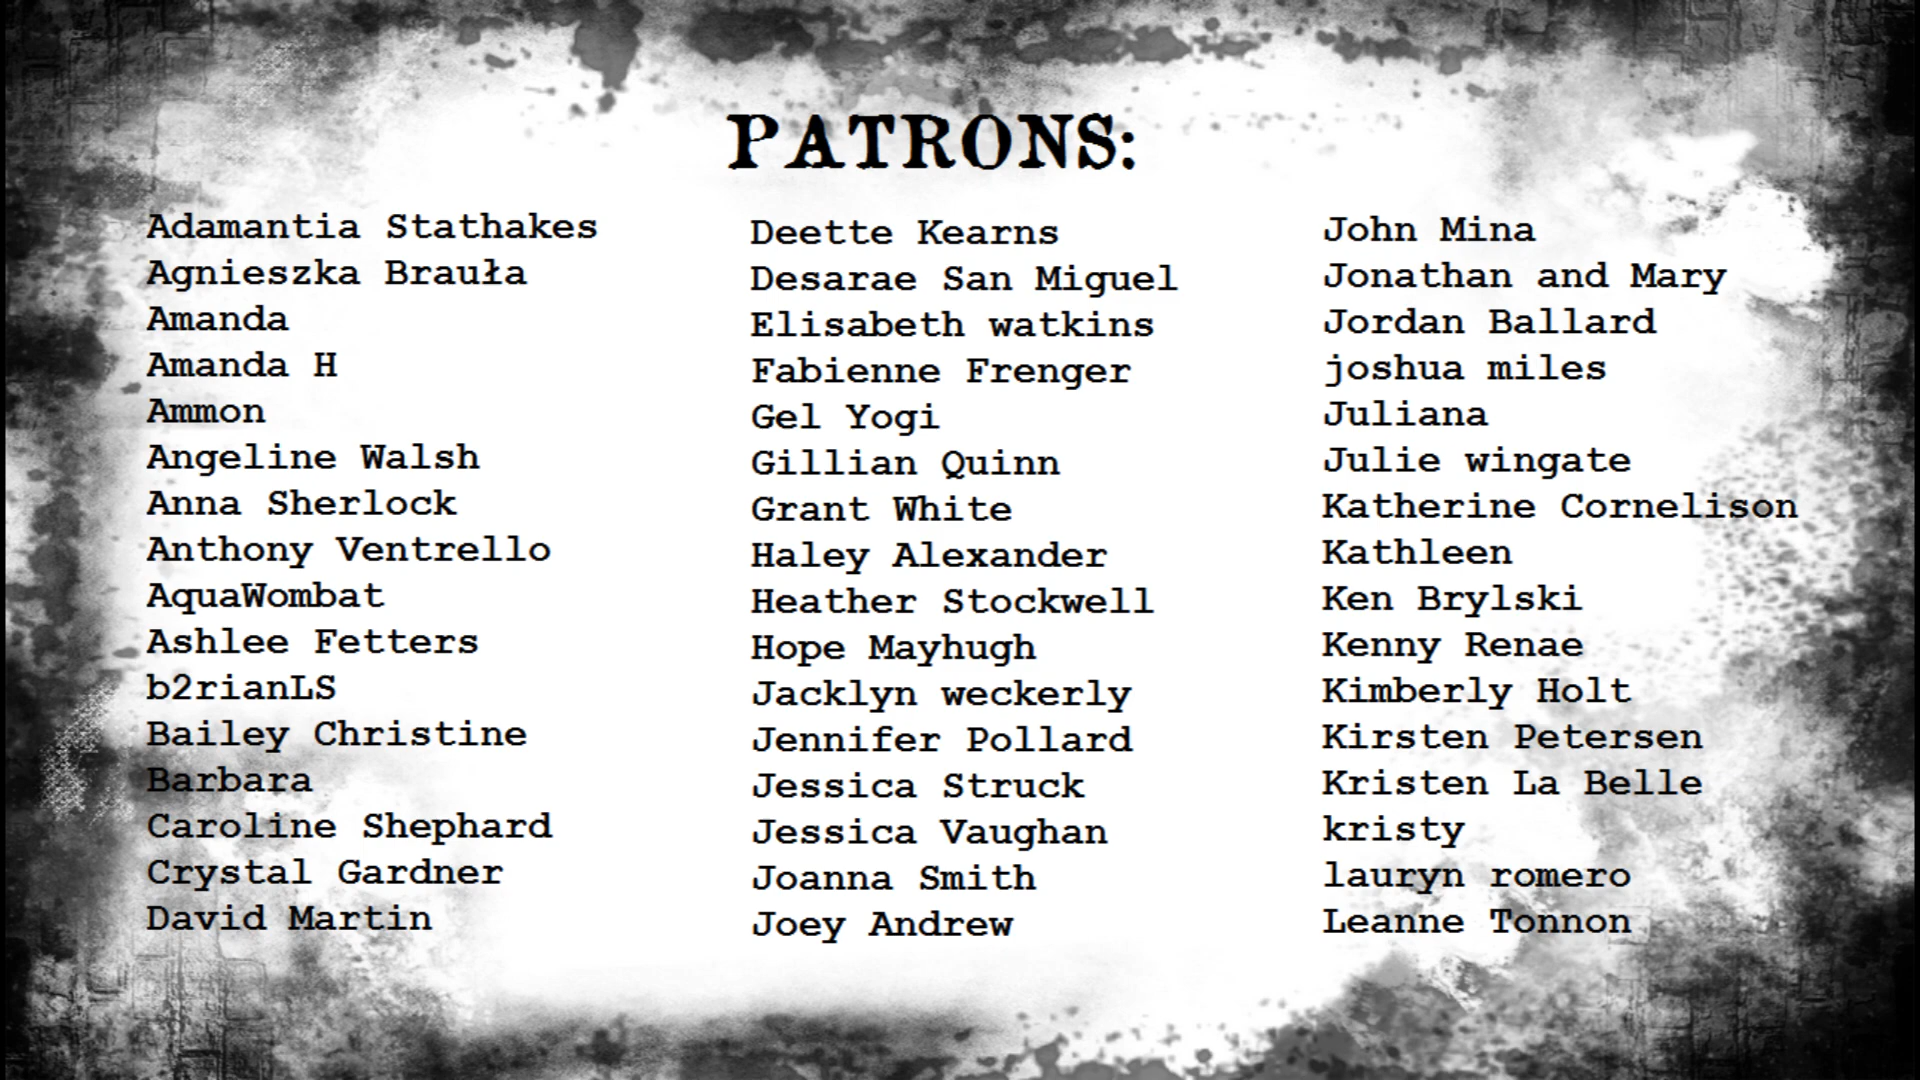 PATRONS:
Adamantia Stathakes
Agnieszka Brauła
Amanda
Amanda H
Ammon
Angeline Walsh
Anna Sherlock
Anthony Ventrello
AquaWombat
Ashlee Fetters
b2rianLS
Bailey Christine
Barbara
Caroline Shephard
Crystal Gardner
David Martin
Deette Kearns
Desarae San Miguel
Elisabeth watkins
Fabienne Frenger
Gel Yogi
Gillian Quinn
Grant White
Haley Alexander
Heather Stockwell
Hope Mayhugh
Jacklyn weckerly
Jennifer Pollard
Jessica Struck
Jessica Vaughan
Joanna Smith
Joey Andrew
John Mina
Jonathan and Mary
Jordan Ballard
joshua miles
Juliana
Julie wingate
Katherine Cornelison
Kathleen
Ken Brylski
Kenny Renae
Kimberly Holt
Kirsten Petersen
Kristen La Belle
kristy
lauryn romero
Leanne Tonnon